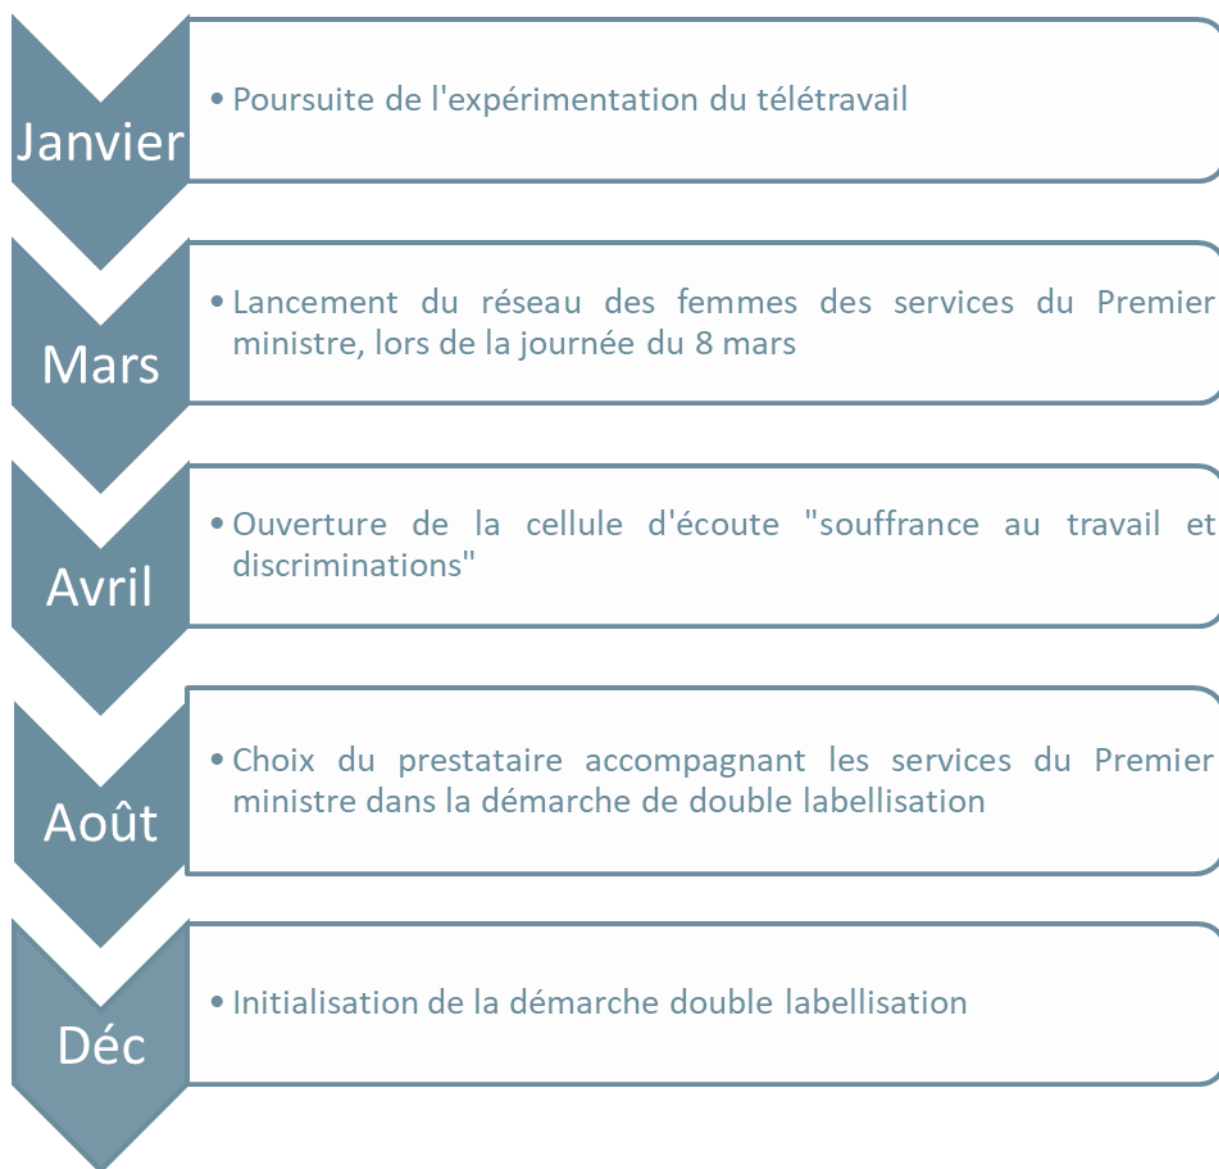 Janvier
• Poursuite de l'expérimentation du télétravail
Mars
• Lancement du réseau des femmes des services du Premier
ministre, lors de la journée du 8 mars
Avril
• Ouverture de la cellule d'écoute "souffrance au travail et
discriminations"
Août
• Choix du prestataire accompagnant les services du Premier
ministre dans la démarche de double labellisation
Déc
• Initialisation de la démarche double labellisation